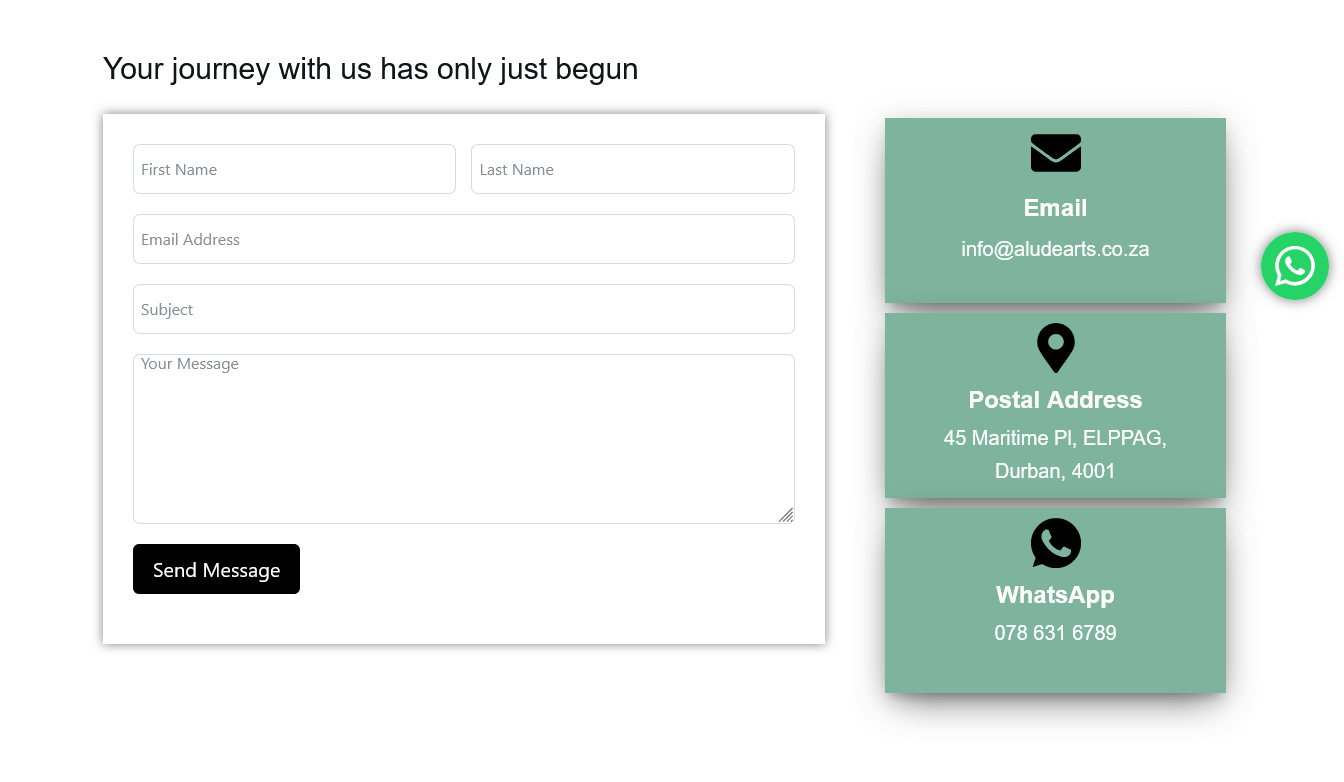 Your journey with us has only just begun
First Name
Last Name
Email Address
Subject
Your Message
Send Message
Email
info@aludearts.co.za
Postal Address
45 Maritime Pl, ELPPAG,
Durban, 4001
WhatsApp
078 631 6789